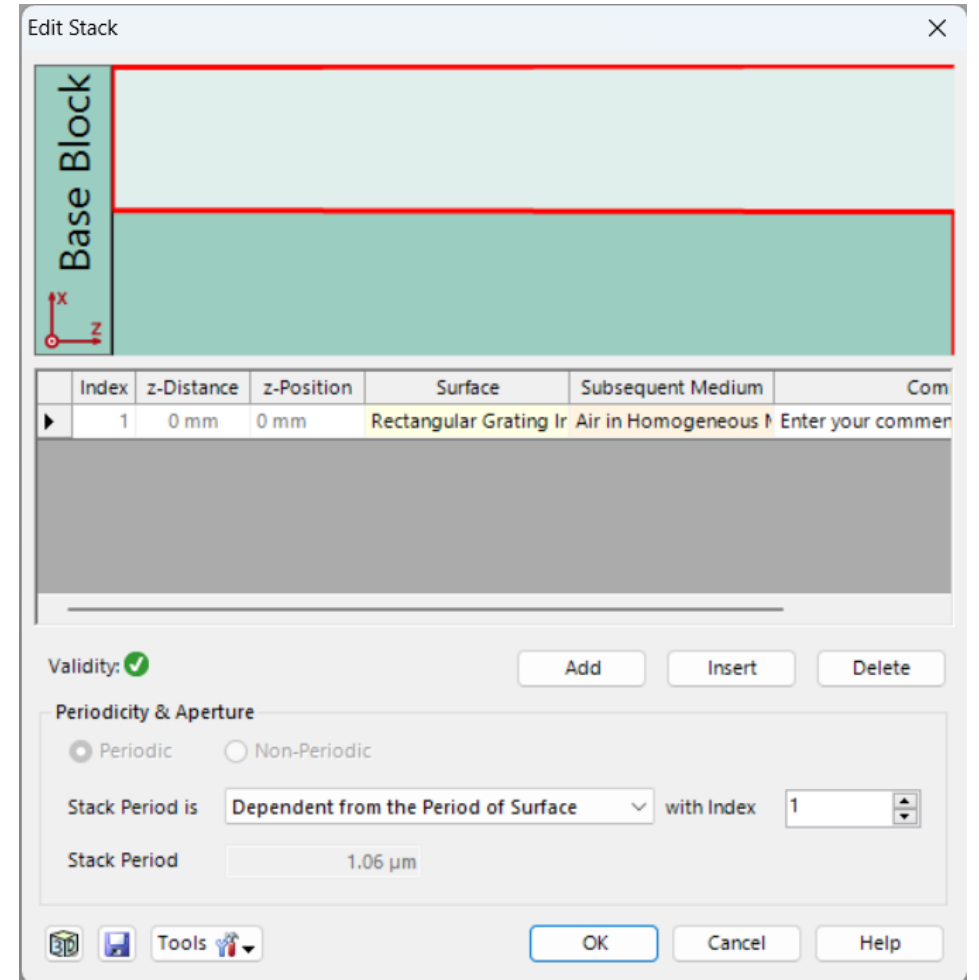 Edit Stack
Base Block
x
z
Index z-Distance z-Position Surface Subsequent Medium Com
1 0 mm 0 mm Rectangular Grating Ir Air in Homogeneous Enter your commen
Validity:
Add Insert Delete
Periodicity & Aperture
Periodic Non-Periodic
Stack Period is Dependent from the Period of Surface with Index 1
Stack Period 1.06 µm
3D Tools OK Cancel Help